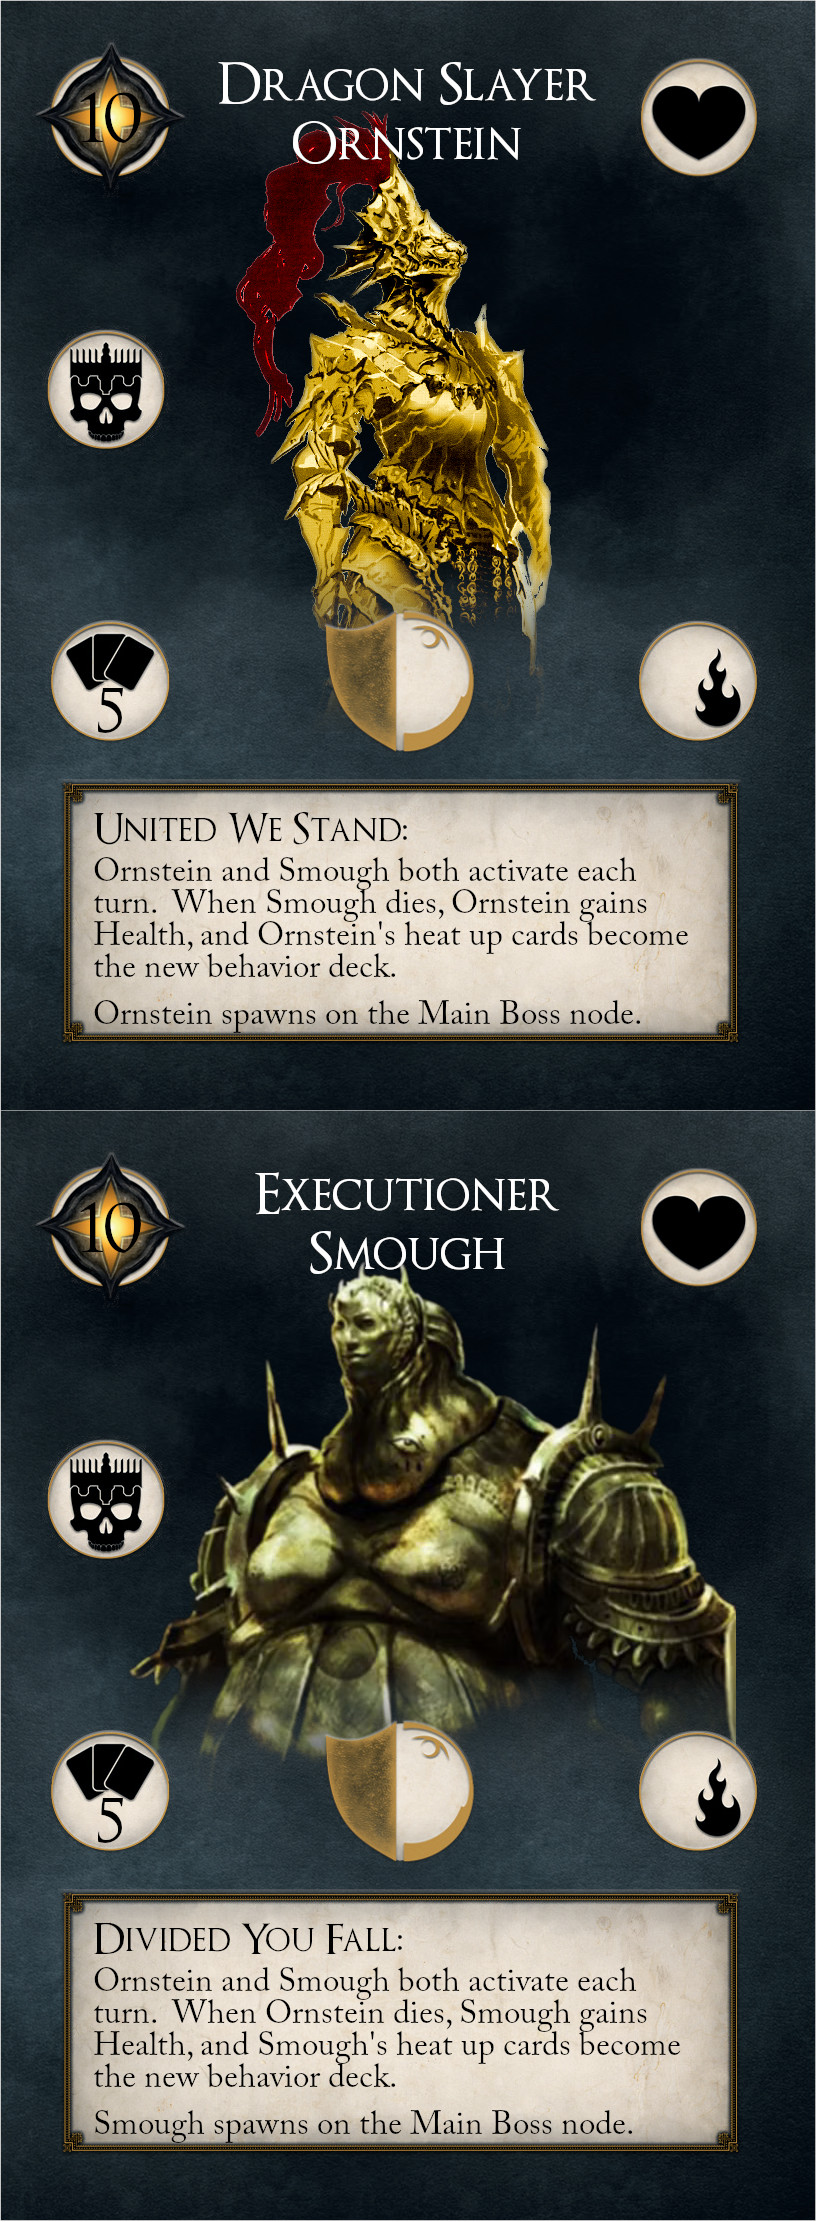 10
Dragon Slayer
Ornstein
5
United We Stand:
Ornstein and Smough both activate each
turn.  When Smough dies, Ornstein gains
Health, and Ornstein's heat up cards become
the new behavior deck.
Ornstein spawns on the Main Boss node.
10
Executioner
Smough
5
Divided You Fall:
Ornstein and Smough both activate each
turn.  When Ornstein dies, Smough gains
Health, and Smough's heat up cards become
the new behavior deck.
Smough spawns on the Main Boss node.